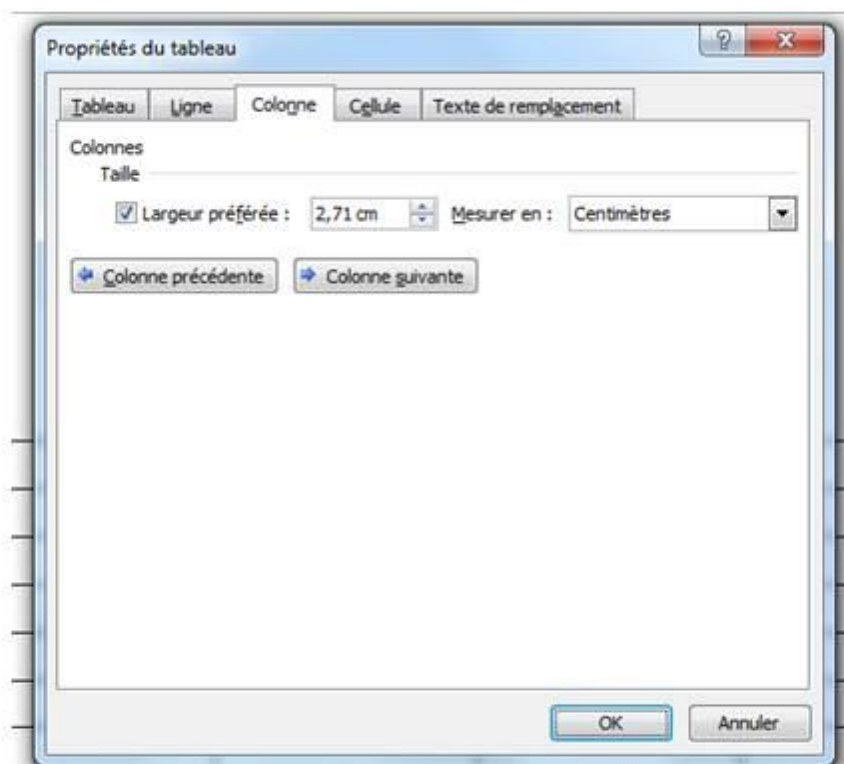 Propriétés du tableau
Tableau Ligne Colonne Cellule Texte de remplacement
Colonnes
Taille
Largeur préférée : 2,71 cm Mesurer en : Centimètres
Colonne précédente Colonne suivante
OK Annuler